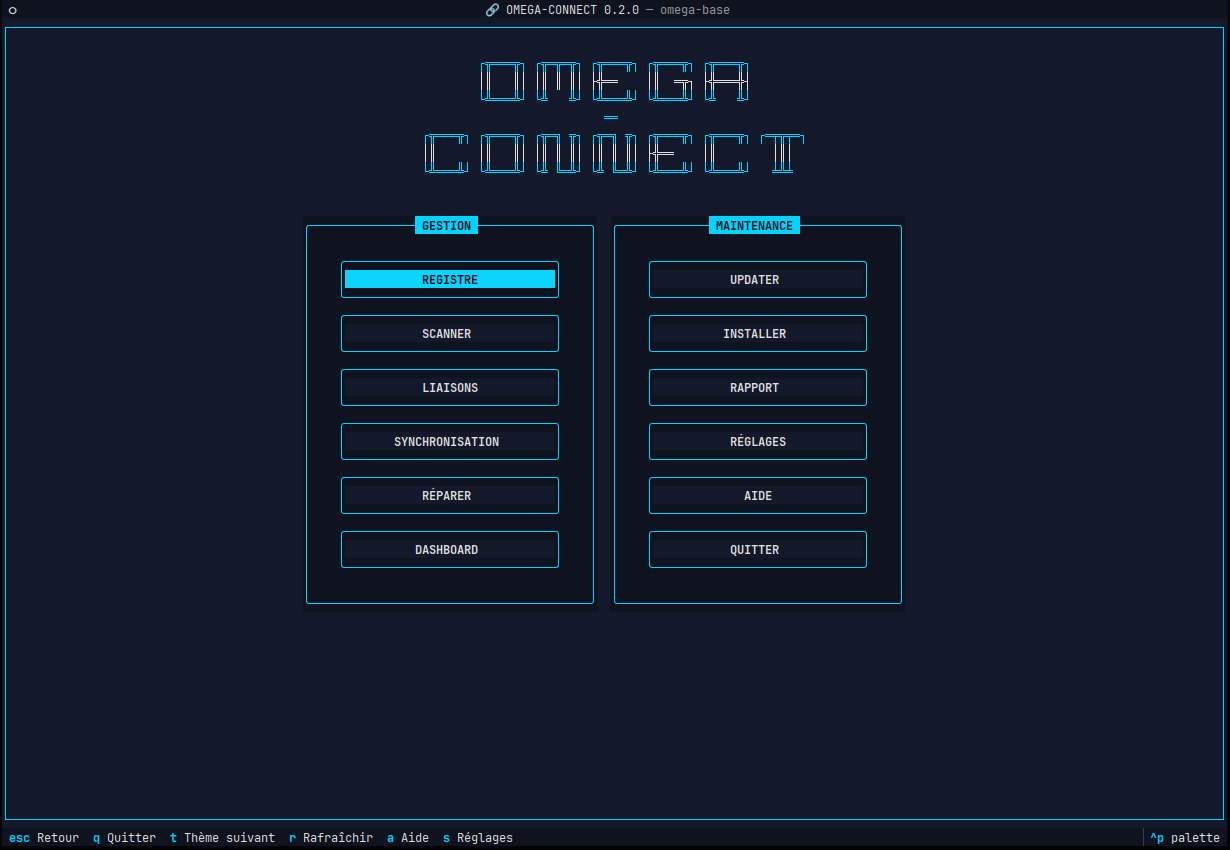 OMEGA-CONNECT 0.2.0 — omega-base
OMEGA
-
CONNECT
GESTION
REGISTRE
SCANNER
LIAISONS
SYNCHRONISATION
RÉPARER
DASHBOARD
MAINTENANCE
UPDATER
INSTALLER
RAPPORT
RÉGLAGES
AIDE
QUITTER
esc Retour q Quitter t Thème suivant r Rafraîchir a Aide s Réglages ^p palette